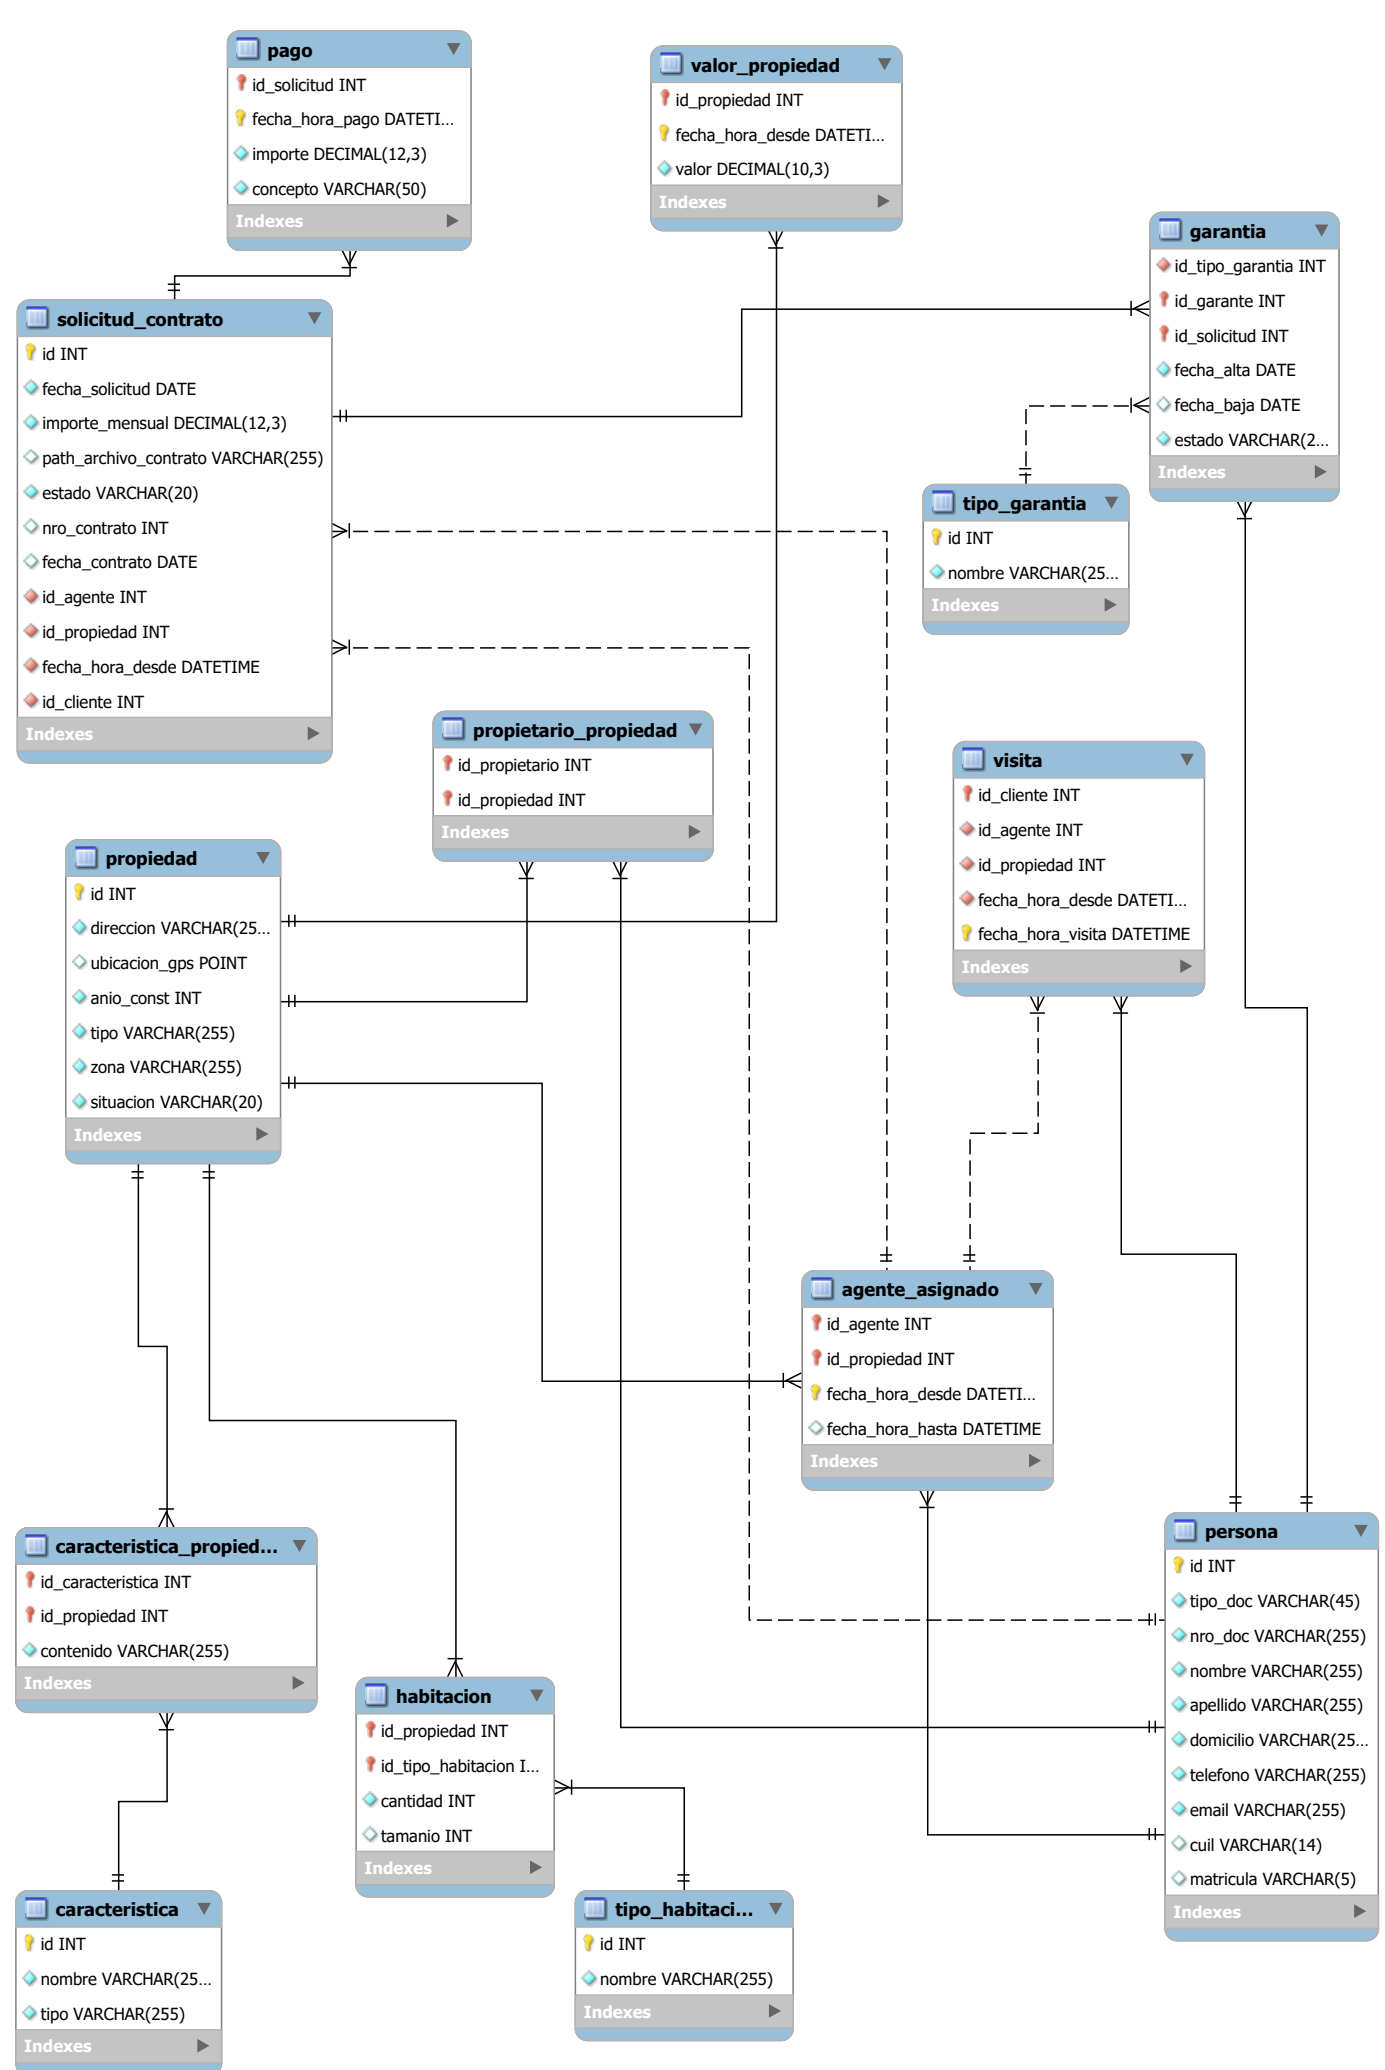 pago
id_solicitud INT
fecha_hora_pago DATETI...
importe DECIMAL(12,3)
concepto VARCHAR(50)
Indexes
valor_propiedad
id_propiedad INT
fecha_hora_desde DATETI...
valor DECIMAL(10,3)
Indexes
garantia
id_tipo_garantia INT
id_garante INT
id_solicitud INT
fecha_alta DATE
fecha_baja DATE
estado VARCHAR(2...
Indexes
solicitud_contrato
id INT
fecha_solicitud DATE
importe_mensual DECIMAL(12,3)
path_archivo_contrato VARCHAR(255)
estado VARCHAR(20)
nro_contrato INT
fecha_contrato DATE
id_agente INT
id_propiedad INT
fecha_hora_desde DATETIME
id_cliente INT
Indexes
tipo_garantia
id INT
nombre VARCHAR(25...
Indexes
propietario_propiedad
id_propietario INT
id_propiedad INT
Indexes
visita
id_cliente INT
id_agente INT
id_propiedad INT
fecha_hora_desde DATETI...
fecha_hora_visita DATETIME
Indexes
propiedad
id INT
direccion VARCHAR(25...
ubicacion_gps POINT
anio_const INT
tipo VARCHAR(255)
zona VARCHAR(255)
situacion VARCHAR(20)
Indexes
agente_asignado
id_agente INT
id_propiedad INT
fecha_hora_desde DATETI...
fecha_hora_hasta DATETIME
Indexes
persona
id INT
tipo_doc VARCHAR(45)
nro_doc VARCHAR(255)
nombre VARCHAR(255)
apellido VARCHAR(255)
domicilio VARCHAR(25...
telefono VARCHAR(255)
email VARCHAR(255)
cuil VARCHAR(14)
matricula VARCHAR(5)
Indexes
caracteristica_propied...
id_caracteristica INT
id_propiedad INT
contenido VARCHAR(255)
Indexes
habitacion
id_propiedad INT
id_tipo_habitacion I...
cantidad INT
tamanio INT
Indexes
caracteristica
id INT
nombre VARCHAR(25...
tipo VARCHAR(255)
Indexes
tipo_habitaci...
id INT
nombre VARCHAR(255)
Indexes